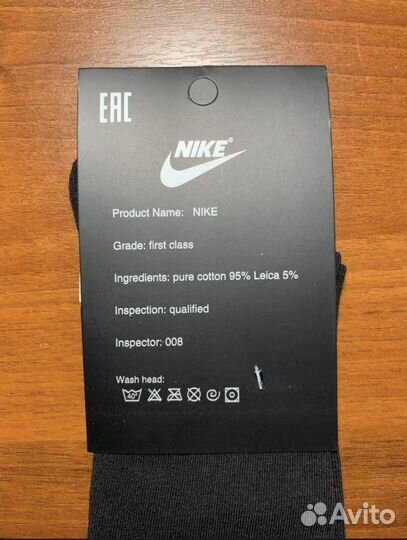 EAC
NIKE®
Product Name: NIKE
Grade: first class
Ingredients: pure cotton 95% Leica 5%
Inspection: qualified
Inspector: 008
Wash head:
40°
Avito